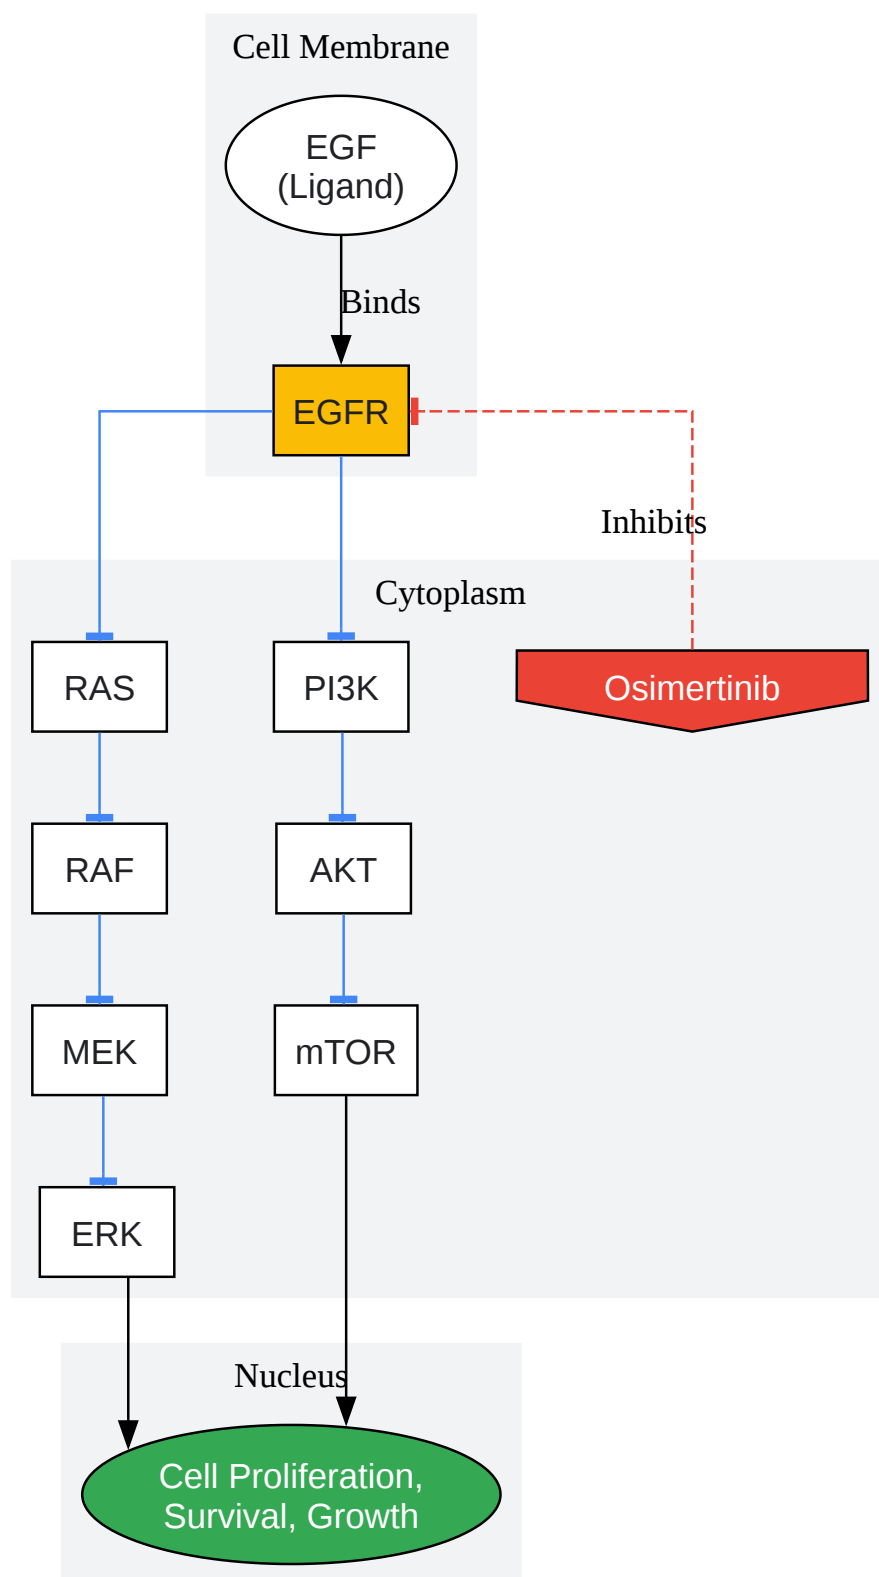 Cell Membrane
EGF
(Ligand)
Binds
EGFR
Inhibits
Cytoplasm
RAS
PI3K
Osimertinib
RAF
AKT
MEK
mTOR
ERK
Nucleus
Cell Proliferation,
Survival, Growth